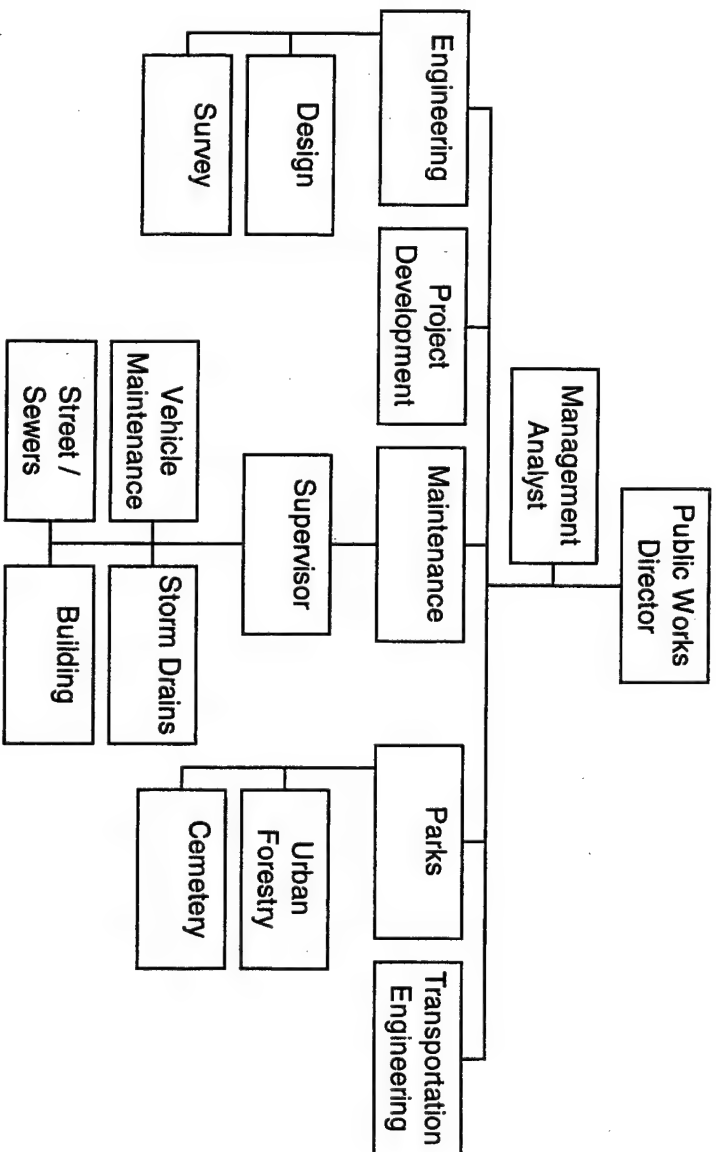 Public Works
Director
Management
Analyst
Engineering
Project
Development
Maintenance
Parks
Transportation
Engineering
Design
Survey
Supervisor
Vehicle
Maintenance
Storm Drains
Street /
Sewers
Building
Urban
Forestry
Cemetery